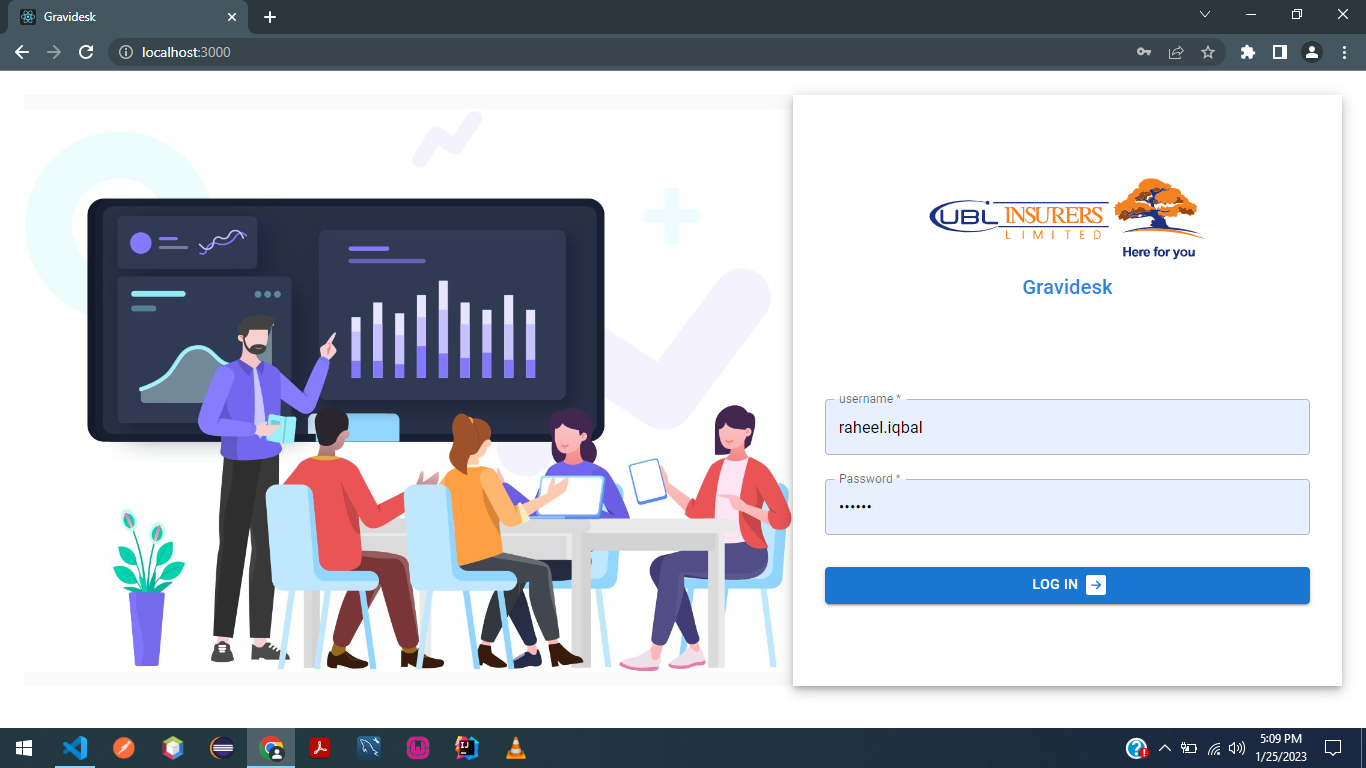 Gravidesk
localhost:3000
UBL INSURERS
LIMITED
Here for you
Gravidesk
username *
raheel.iqbal
Password *
••••••
LOG IN
5:09 PM
1/25/2023